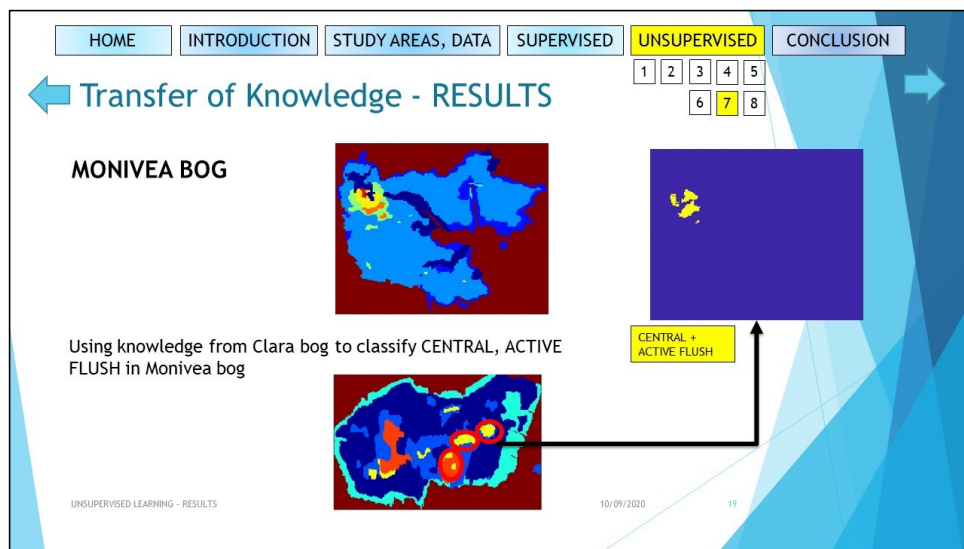 HOME INTRODUCTION STUDY AREAS, DATA SUPERVISED UNSUPERVISED CONCLUSION
1 2 3 4 5
6 7 8
Transfer of Knowledge - RESULTS
MONIVEA BOG
Using knowledge from Clara bog to classify CENTRAL, ACTIVE
FLUSH in Monivea bog
CENTRAL +
ACTIVE FLUSH
UNSUPERVISED LEARNING - RESULTS 10/09/2020 19